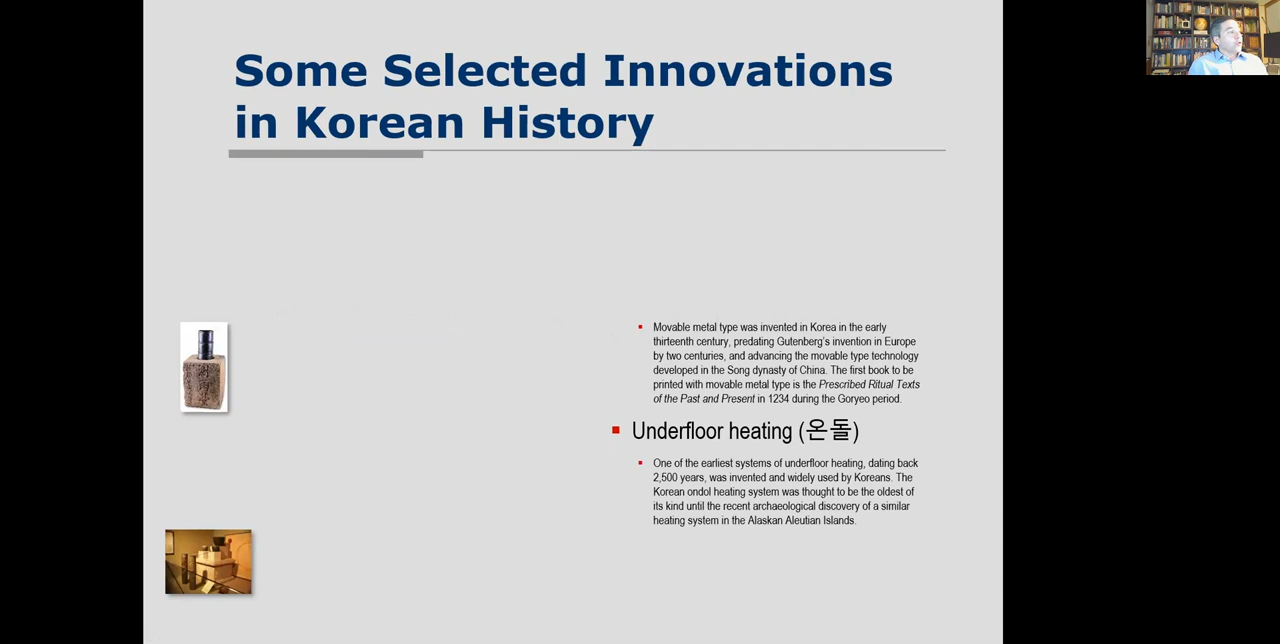 Some Selected Innovations
in Korean History
Movable metal type was invented in Korea in the early
thirteenth century, predating Gutenberg's invention in Europe
by two centuries, and advancing the movable type technology
developed in the Song dynasty of China. The first book to be
printed with movable metal type is the Prescribed Ritual Texts
of the Past and Present in 1234 during the Goryeo period.
Underfloor heating (온돌)
One of the earliest systems of underfloor heating, dating back
2,500 years, was invented and widely used by Koreans. The
Korean ondol heating system was thought to be the oldest of
its kind until the recent archaeological discovery of a similar
heating system in the Alaskan Aleutian Islands.